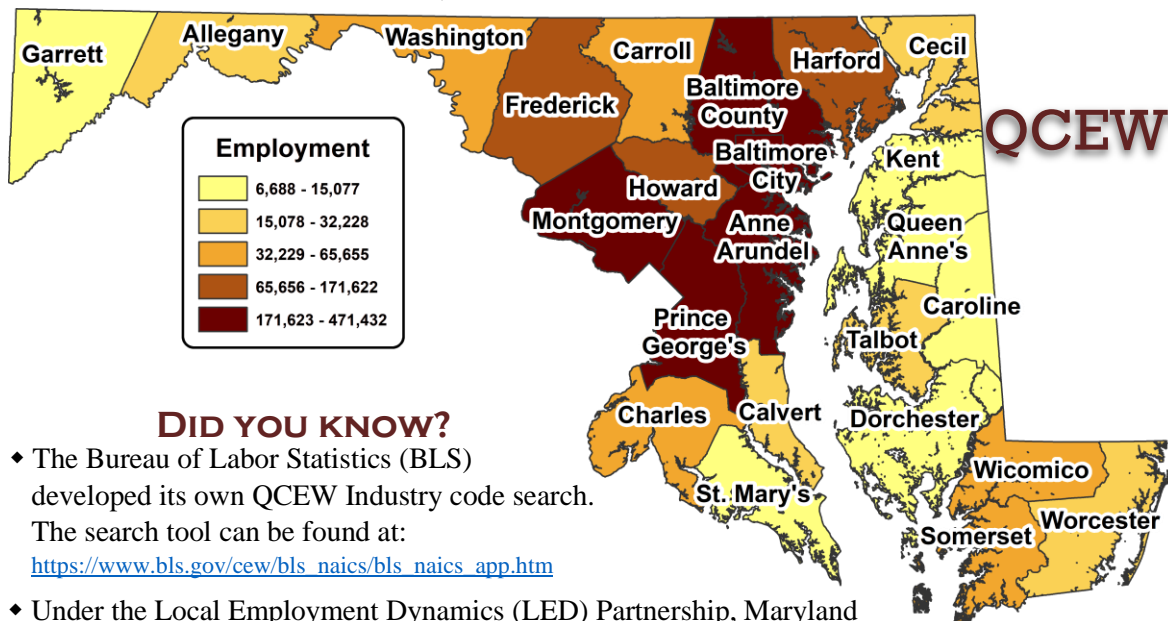 Garrett
Allegany
Washington
Frederick
Carroll
Baltimore
County
Harford
Cecil
QCEW
Employment
6,688 - 15,077
15,078 - 32,228
32,229 - 65,655
65,656 - 171,622
171,623 - 471,432
Howard
Montgomery
Baltimore
City
Anne
Arundel
Kent
Queen
Anne's
Caroline
Talbot
Prince
George's
Charles
Calvert
St. Mary's
Dorchester
Wicomico
Somerset
Worcester
DID YOU KNOW?
◆ The Bureau of Labor Statistics (BLS)
developed its own QCEW Industry code search.
The search tool can be found at:
https://www.bls.gov/cew/bls_naics/bls_naics_app.htm
◆ Under the Local Employment Dynamics (LED) Partnership, Maryland